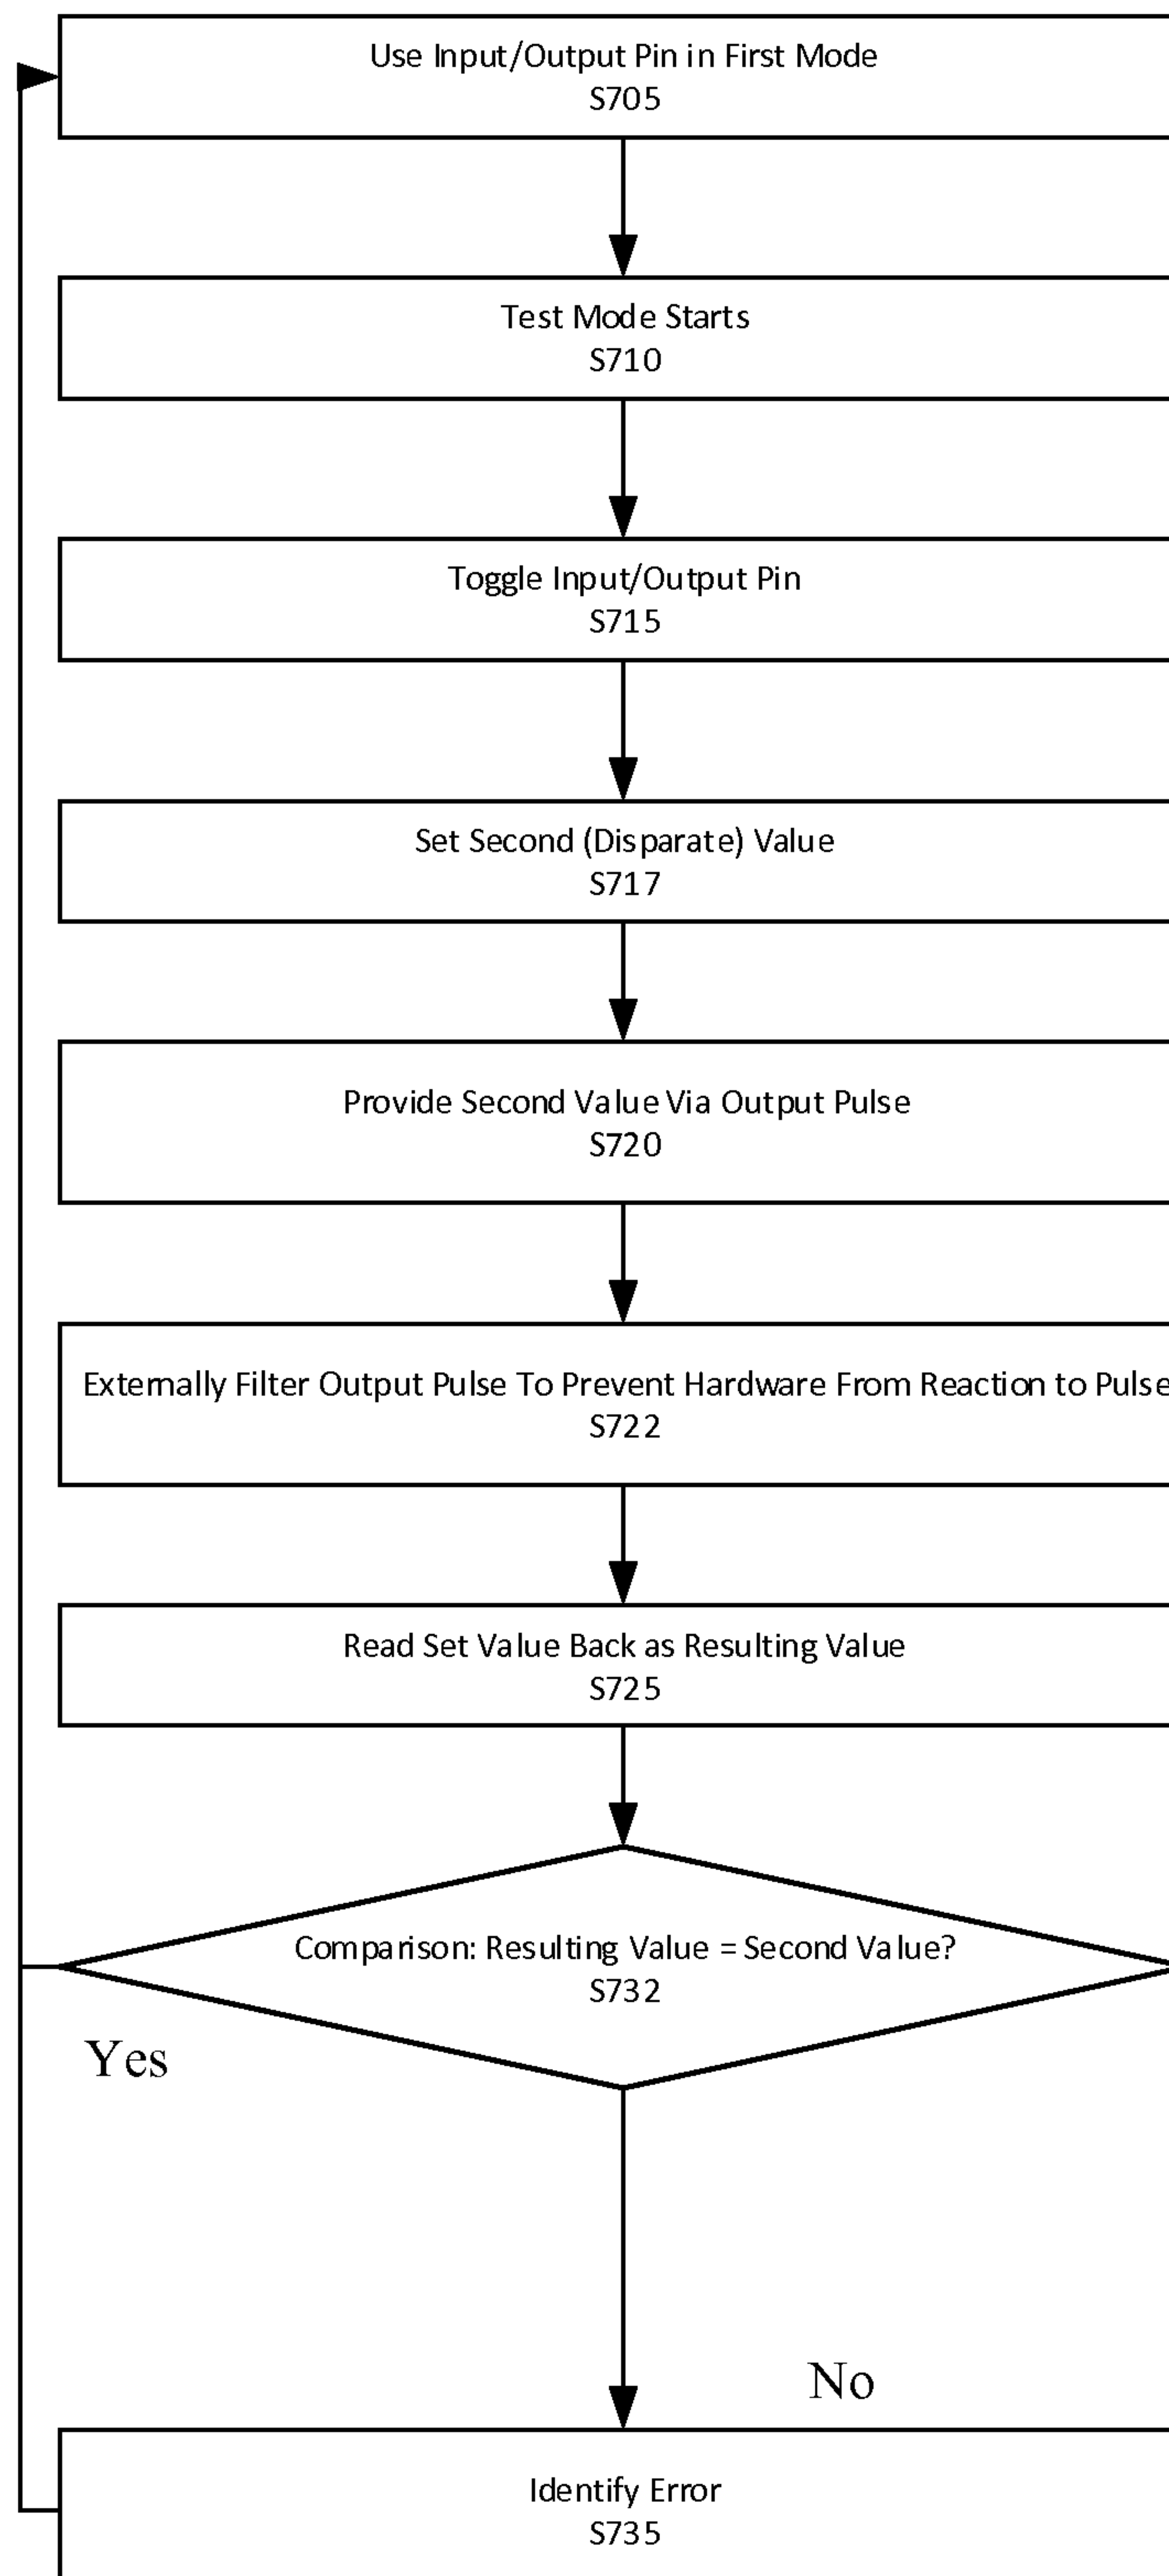 Use Input/Output Pin in First Mode
S705
Test Mode Starts
S710
Toggle Input/Output Pin
S715
Set Second (Disparate) Value
S717
Provide Second Value Via Output Pulse
S720
Externally Filter Output Pulse To Prevent Hardware From Reaction to Pulse
S722
Read Set Value Back as Resulting Value
S725
Comparison: Resulting Value = Second Value?
S732
Yes
No
Identify Error
S735